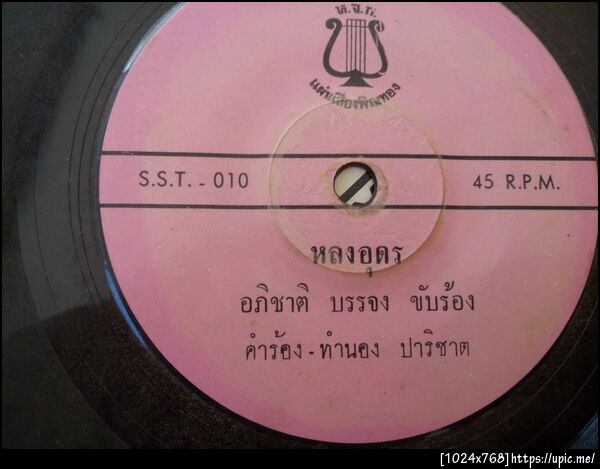 ห.จ.ก.
แผ่นเสียงพิณทอง
S.S.T. - 010
45 R.P.M.
หลงอุดร
อภิชาติ บรรจง ขับร้อง
คำร้อง - ทำนอง ปาริชาต
[1024x768]https://upic.me/